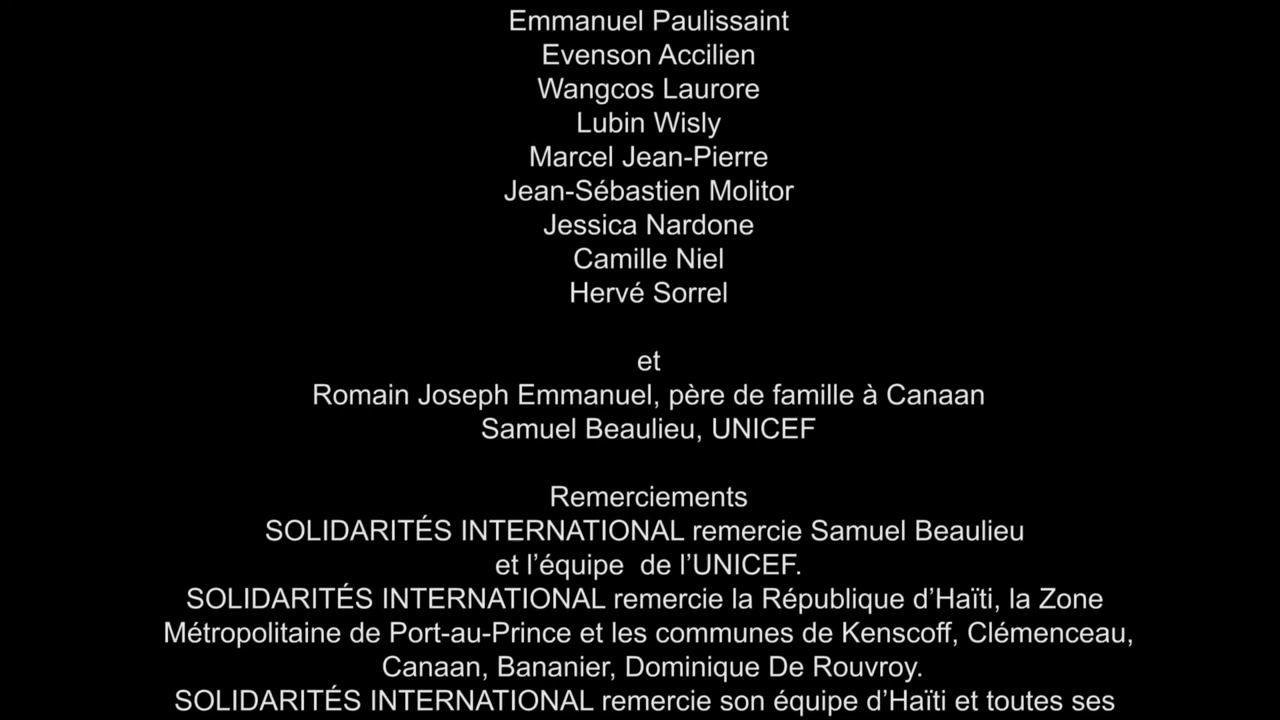 Emmanuel Paulissaint
Evenson Accilien
Wangcos Laurore
Lubin Wisly
Marcel Jean-Pierre
Jean-Sébastien Molitor
Jessica Nardone
Camille Niel
Hervé Sorrel
et
Romain Joseph Emmanuel, père de famille à Canaan
Samuel Beaulieu, UNICEF
Remerciements
SOLIDARITÉS INTERNATIONAL remercie Samuel Beaulieu
et l’équipe  de l’UNICEF.
SOLIDARITÉS INTERNATIONAL remercie la République d’Haïti, la Zone
Métropolitaine de Port-au-Prince et les communes de Kenscoff, Clémenceau,
Canaan, Bananier, Dominique De Rouvroy.
SOLIDARITÉS INTERNATIONAL remercie son équipe d’Haïti et toutes ses